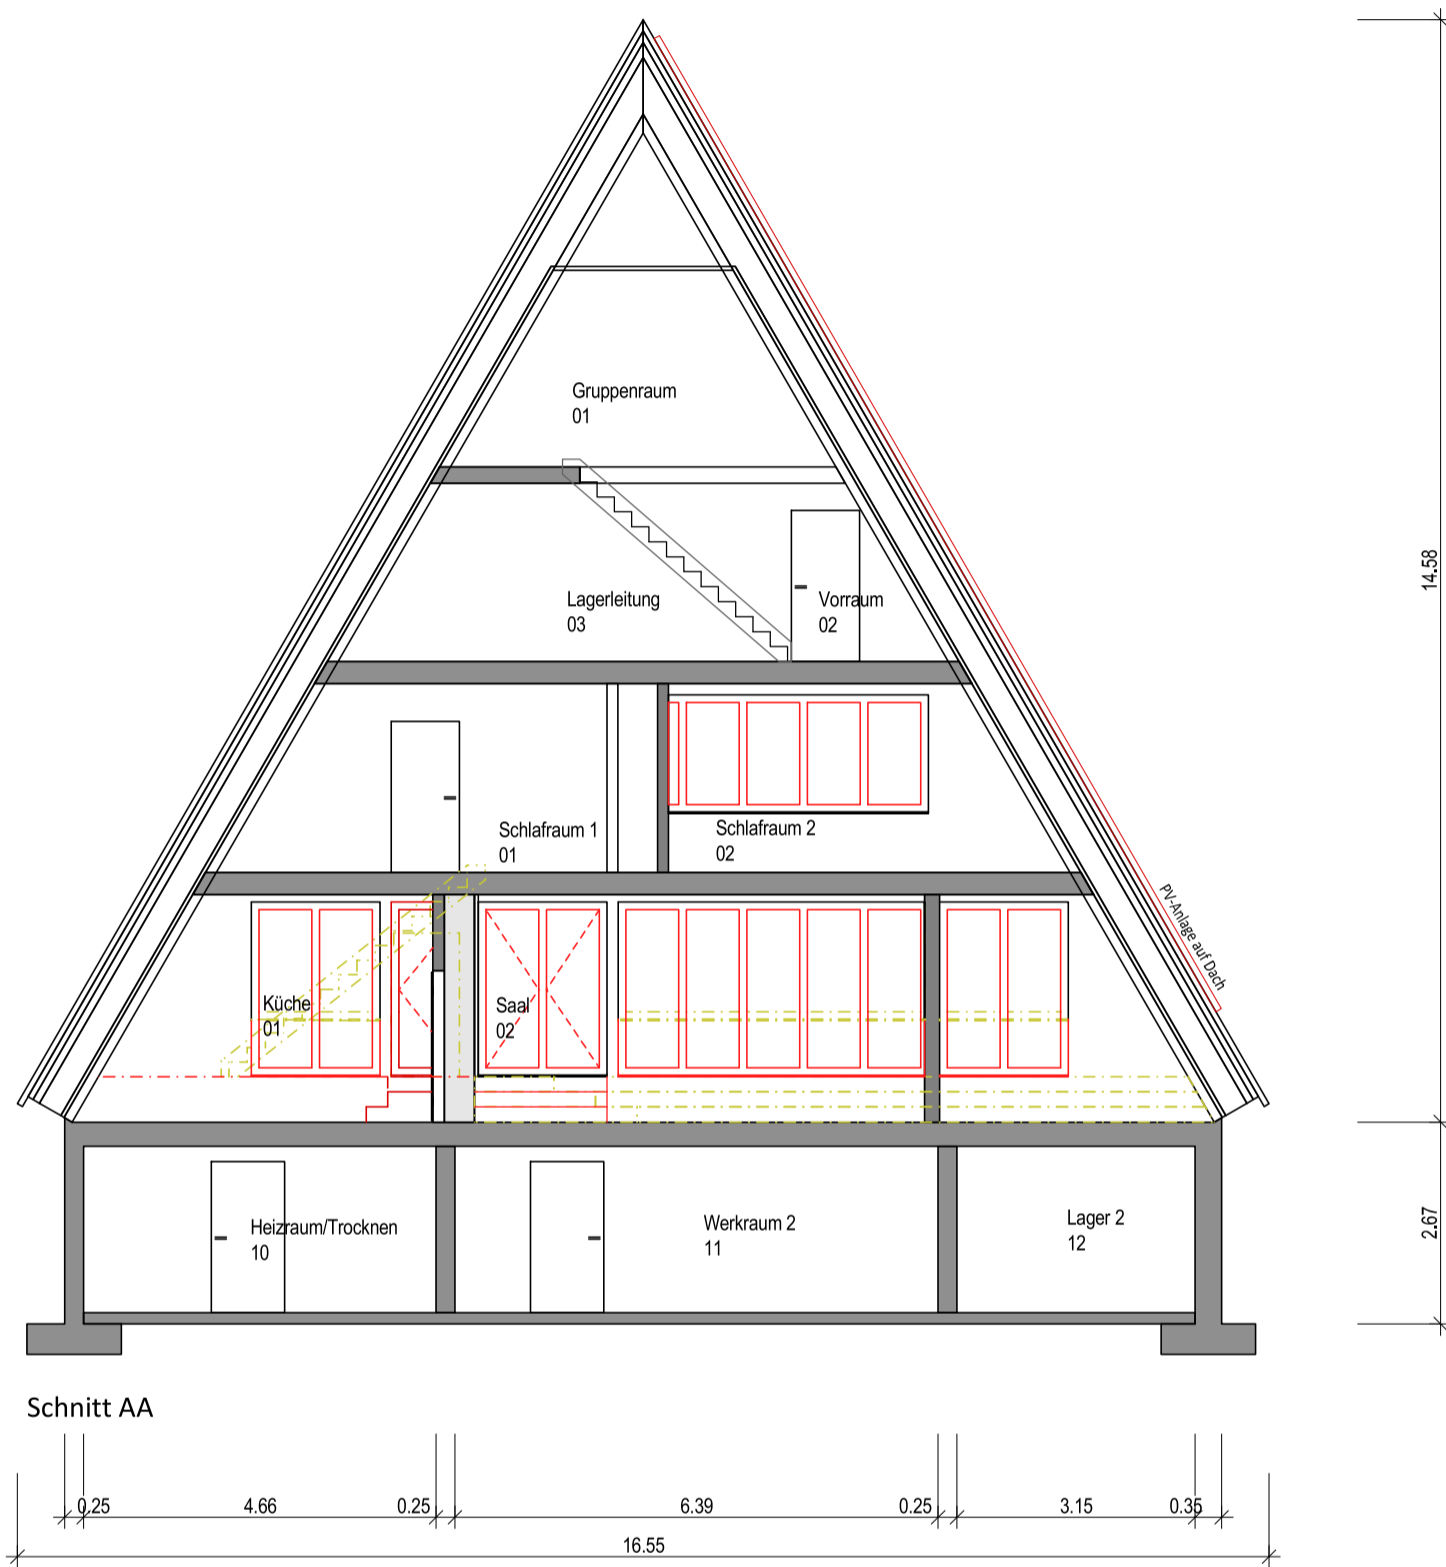 Gruppenraum
01
14.58
Lagerleitung
03
Vorraum
02
Schlafraum 1
01
Schlafraum 2
02
PV-Anlage auf Dach
Küche
01
Saal
02
Heizraum/Trocknen
10
Werkraum 2
11
Lager 2
12
2.67
Schnitt AA
0.25 4.66 0.25 6.39 0.25 3.15 0.35
16.55